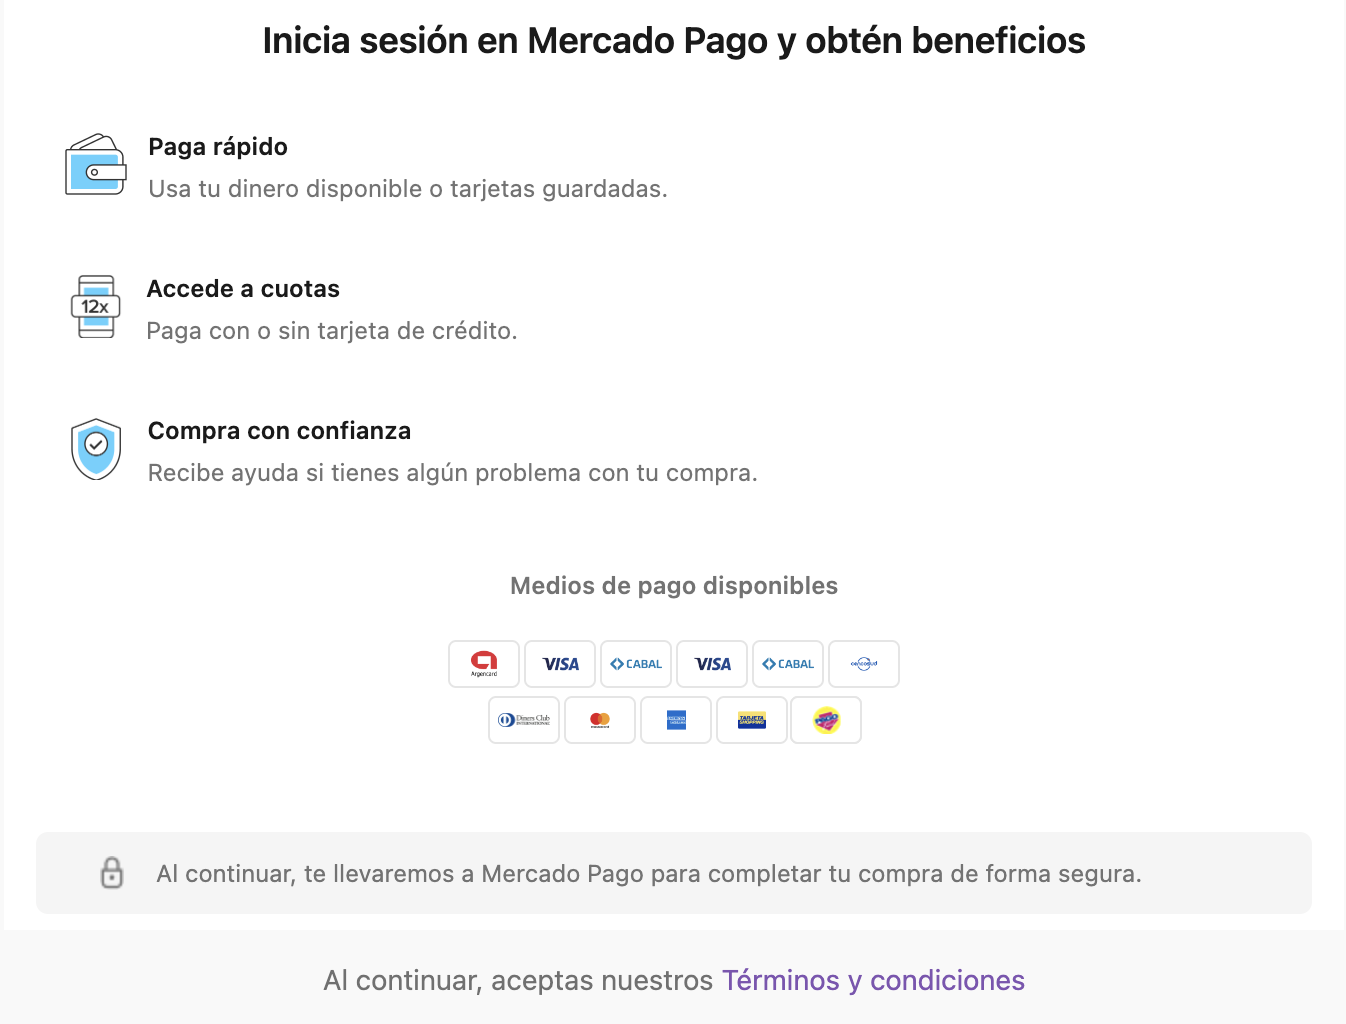 Inicia sesión en Mercado Pago y obtén beneficios
Paga rápido
Usa tu dinero disponible o tarjetas guardadas.
12x
Accede a cuotas
Paga con o sin tarjeta de crédito.
Compra con confianza
Recibe ayuda si tienes algún problema con tu compra.
Medios de pago disponibles
Argencard VISA CABAL VISA CABAL cencosud
Diners Club INTERNATIONAL TARJETA SHOPPING
Al continuar, te llevaremos a Mercado Pago para completar tu compra de forma segura.
Al continuar, aceptas nuestros Términos y condiciones